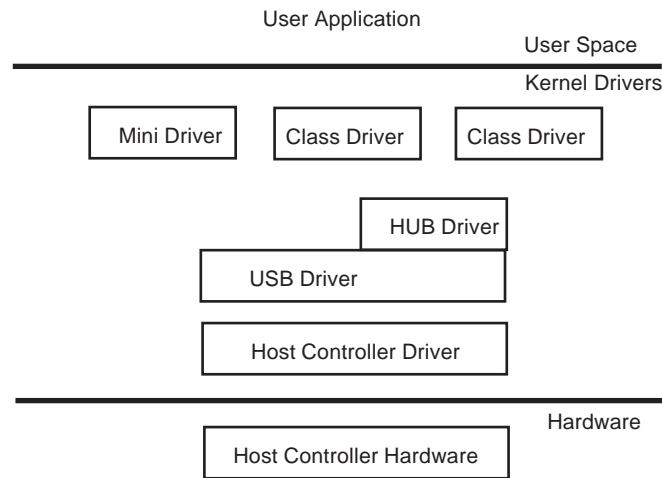 User Application
User Space
Kernel Drivers
Mini Driver
Class Driver
Class Driver
HUB Driver
USB Driver
Host Controller Driver
Hardware
Host Controller Hardware